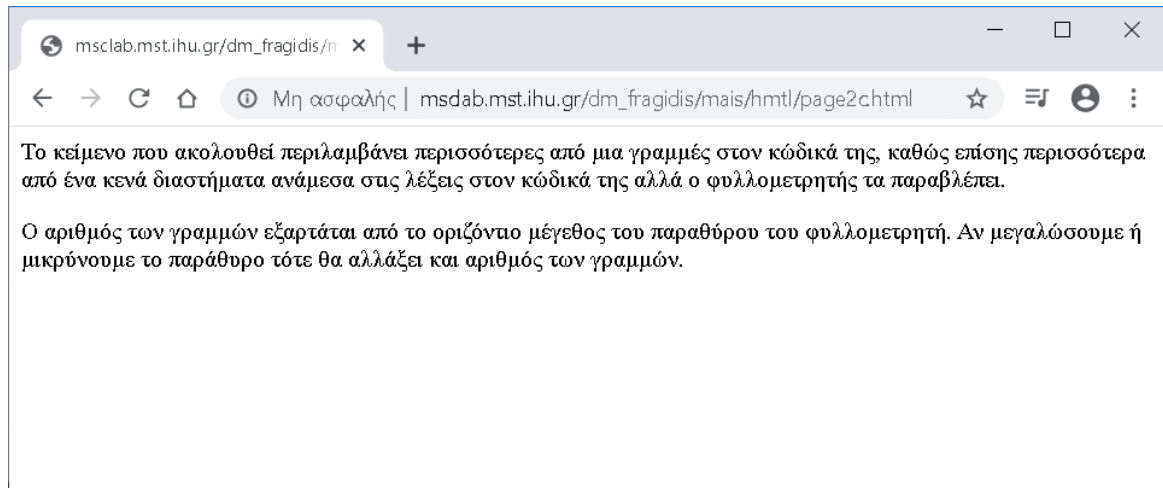 msclab.mst.ihu.gr/dm_fragidis/m
Μη ασφαλής | msclab.mst.ihu.gr/dm_fragidis/mais/hmtl/page2c.html
Το κείμενο που ακολουθεί περιλαμβάνει περισσότερες από μια γραμμές στον κώδικά της, καθώς επίσης περισσότερα
από ένα κενά διαστήματα ανάμεσα στις λέξεις στον κώδικά της αλλά ο φυλλομετρητής τα παραβλέπει.
Ο αριθμός των γραμμών εξαρτάται από το οριζόντιο μέγεθος του παραθύρου του φυλλομετρητή. Αν μεγαλώσουμε ή
μικρύνουμε το παράθυρο τότε θα αλλάξει και αριθμός των γραμμών.